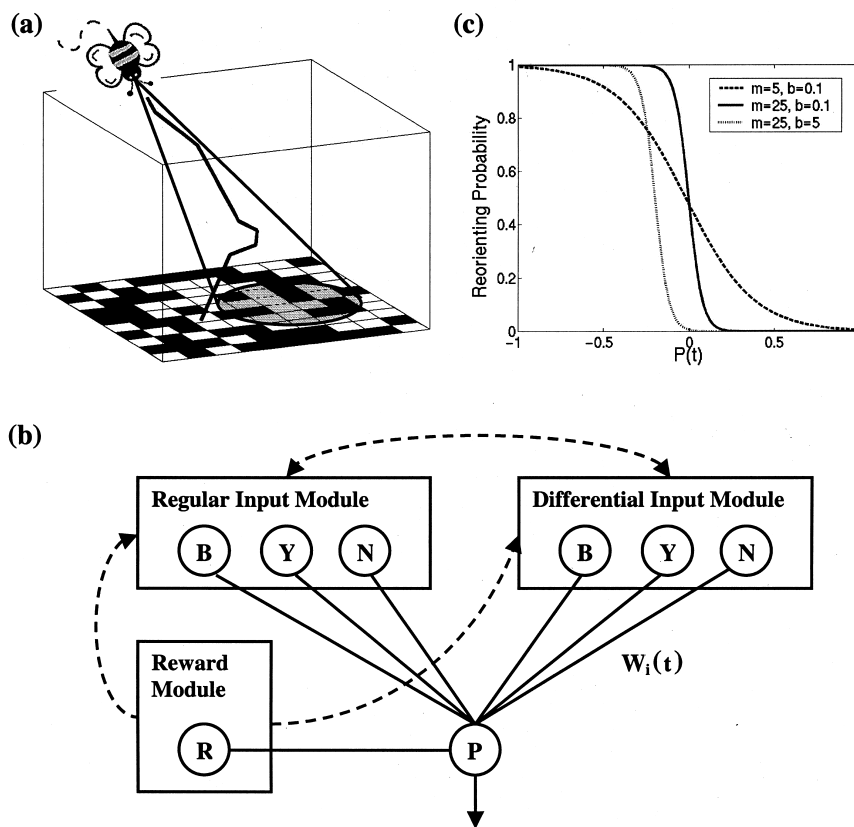 (a)
(c)
Reorienting Probability
1
0.8
0.6
0.4
0.2
0
-1
-0.5
0
0.5
P(t)
m=5, b=0.1
m=25, b=0.1
m=25, b=5
(b)
Regular Input Module
B Y N
Differential Input Module
B Y N
Reward
Module
R
P
Wi(t)